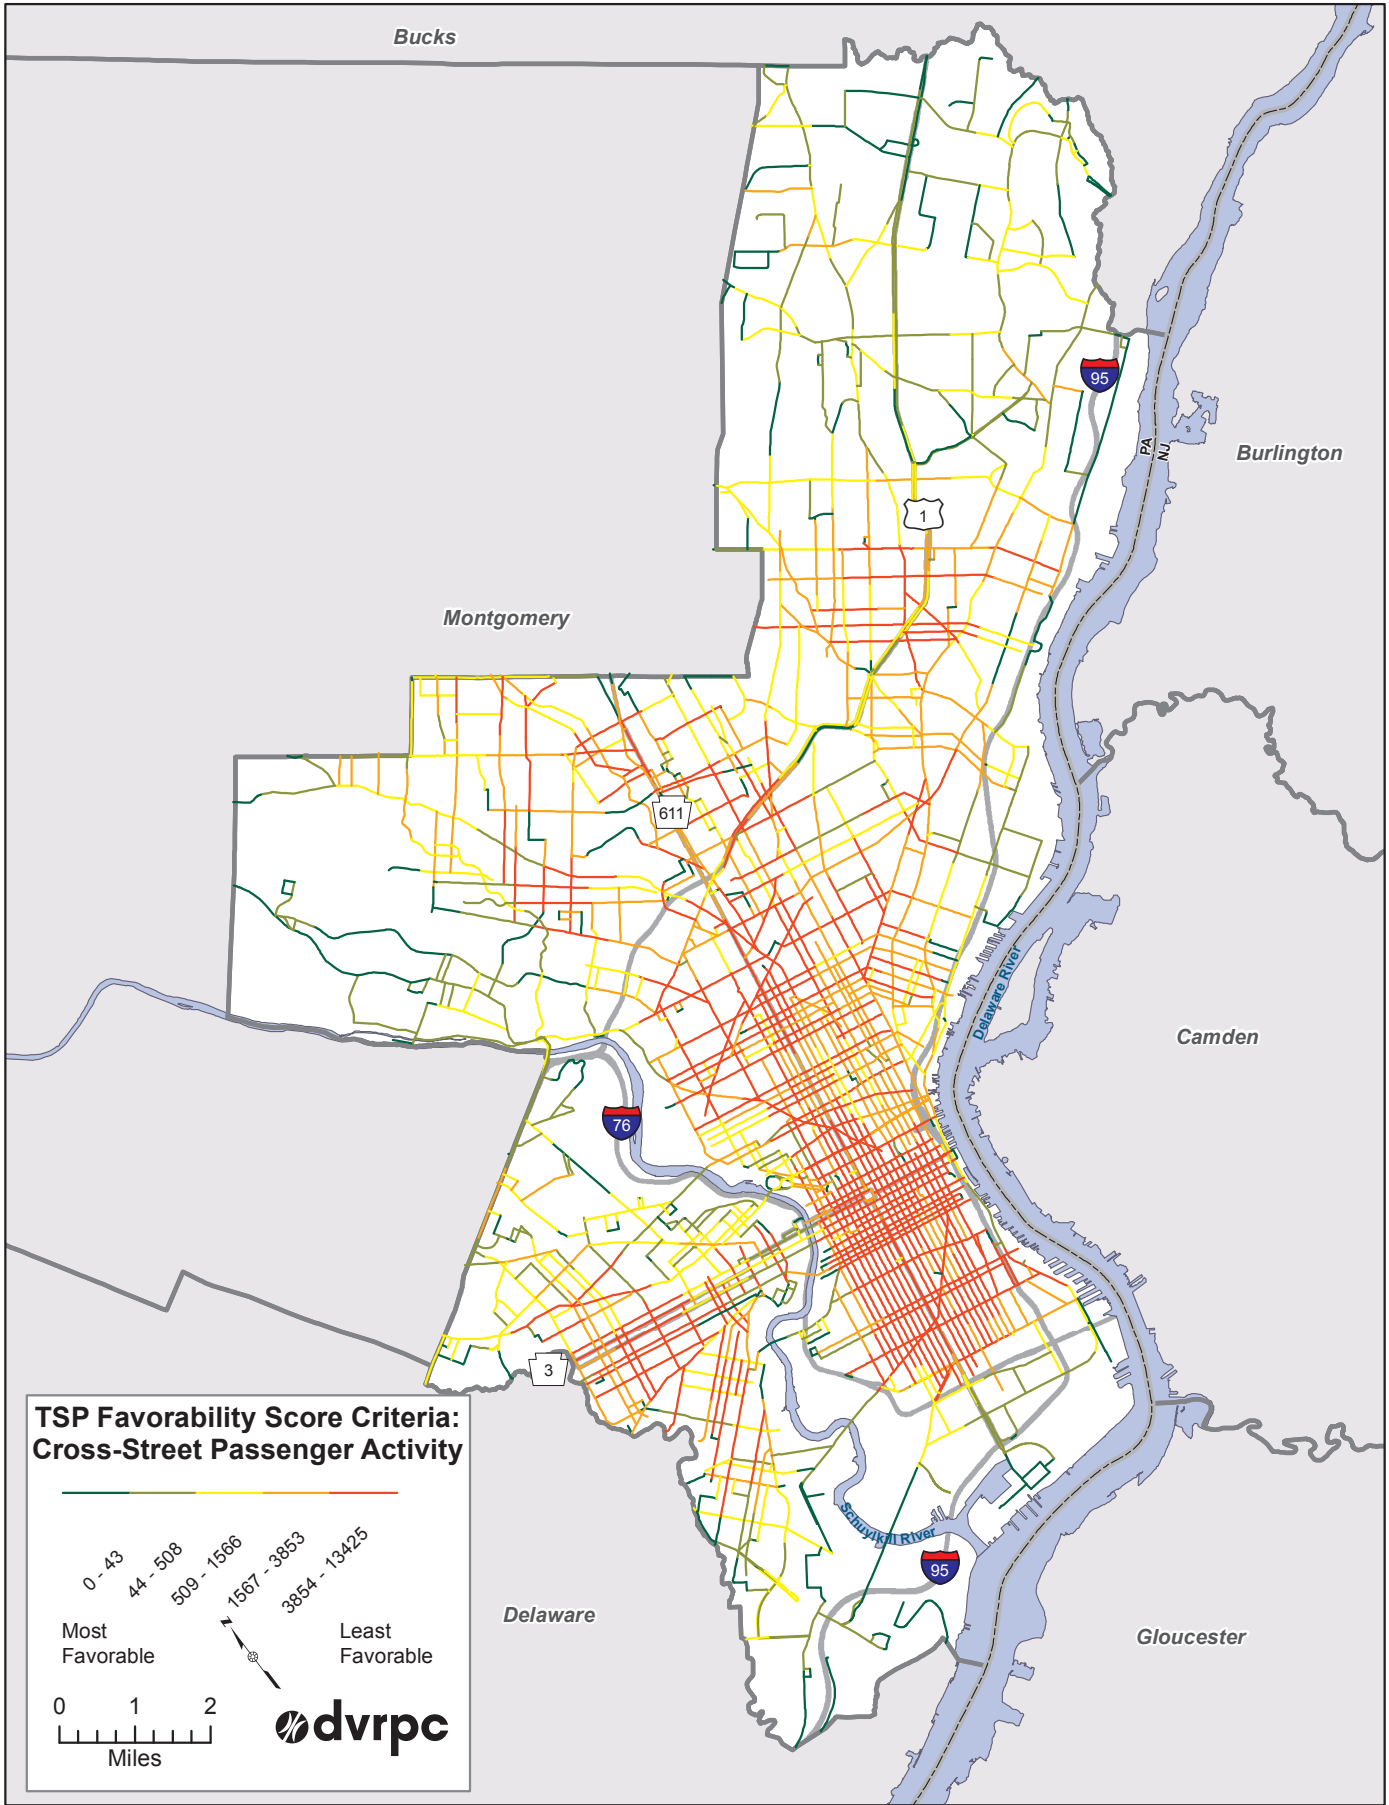 Bucks
95
PA
NJ
Burlington
1
Montgomery
611
Delaware River
Camden
76
3
TSP Favorability Score Criteria:
Cross-Street Passenger Activity
0 - 43
44 - 508
509 - 1566
1567 - 3853
3854 - 13425
Most
Favorable
Least
Favorable
N
0 1 2
Miles
dvrpc
Schuylkill River
95
Delaware
Gloucester